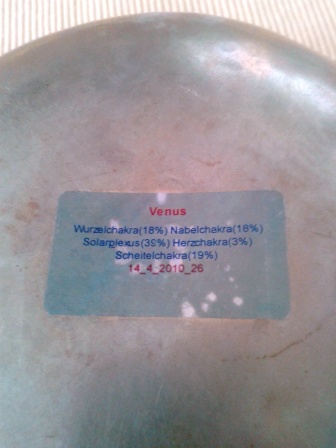 Venus
Wurzelchakra(18%) Nabelchakra(18%)
Solarplexus(39%) Herzchakra(3%)
Scheitelchakra(19%)
14_4_2010_26